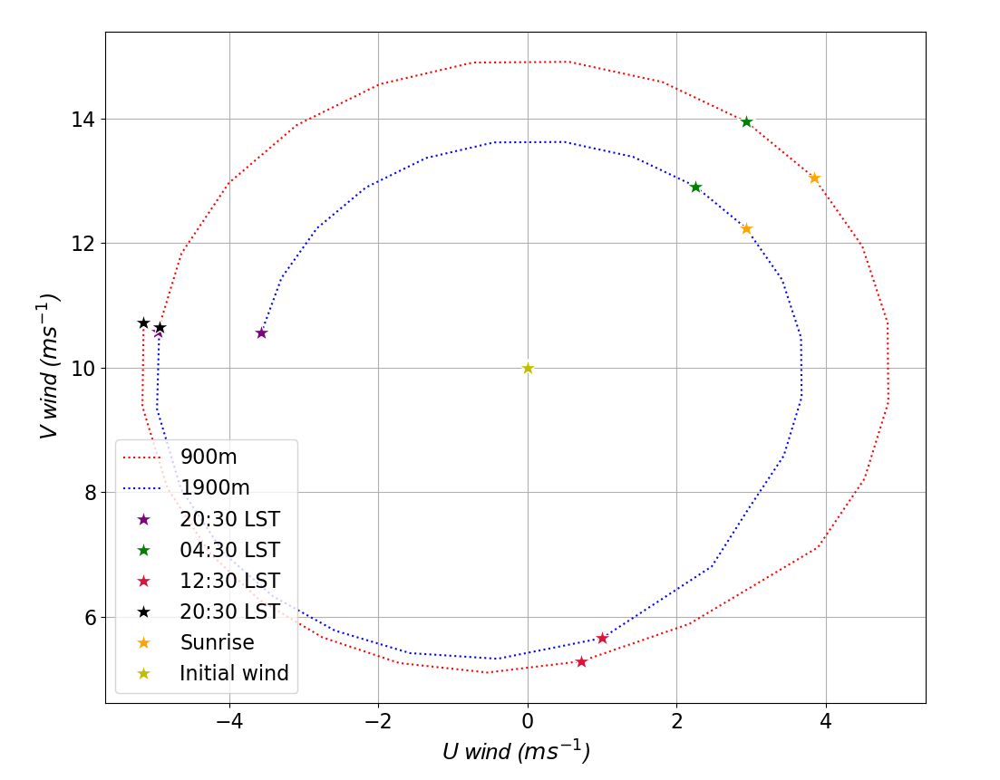 14
12
10
8
6
V wind (ms⁻¹)
900m
1900m
20:30 LST
04:30 LST
12:30 LST
20:30 LST
Sunrise
Initial wind
−4 −2 0 2 4
U wind (ms⁻¹)